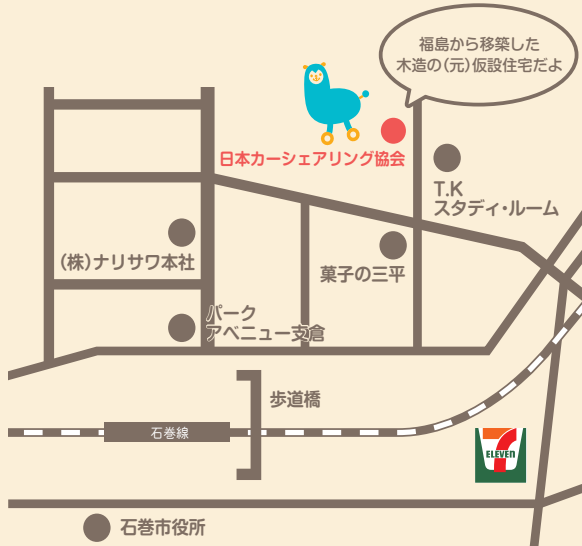 福島から移築した
木造の(元)仮設住宅だよ
日本カーシェアリング協会
T.K
スタディ・ルーム
(株)ナリサワ本社
菓子の三平
パーク
アベニュー支倉
歩道橋
石巻線
ELEVEN
石巻市役所